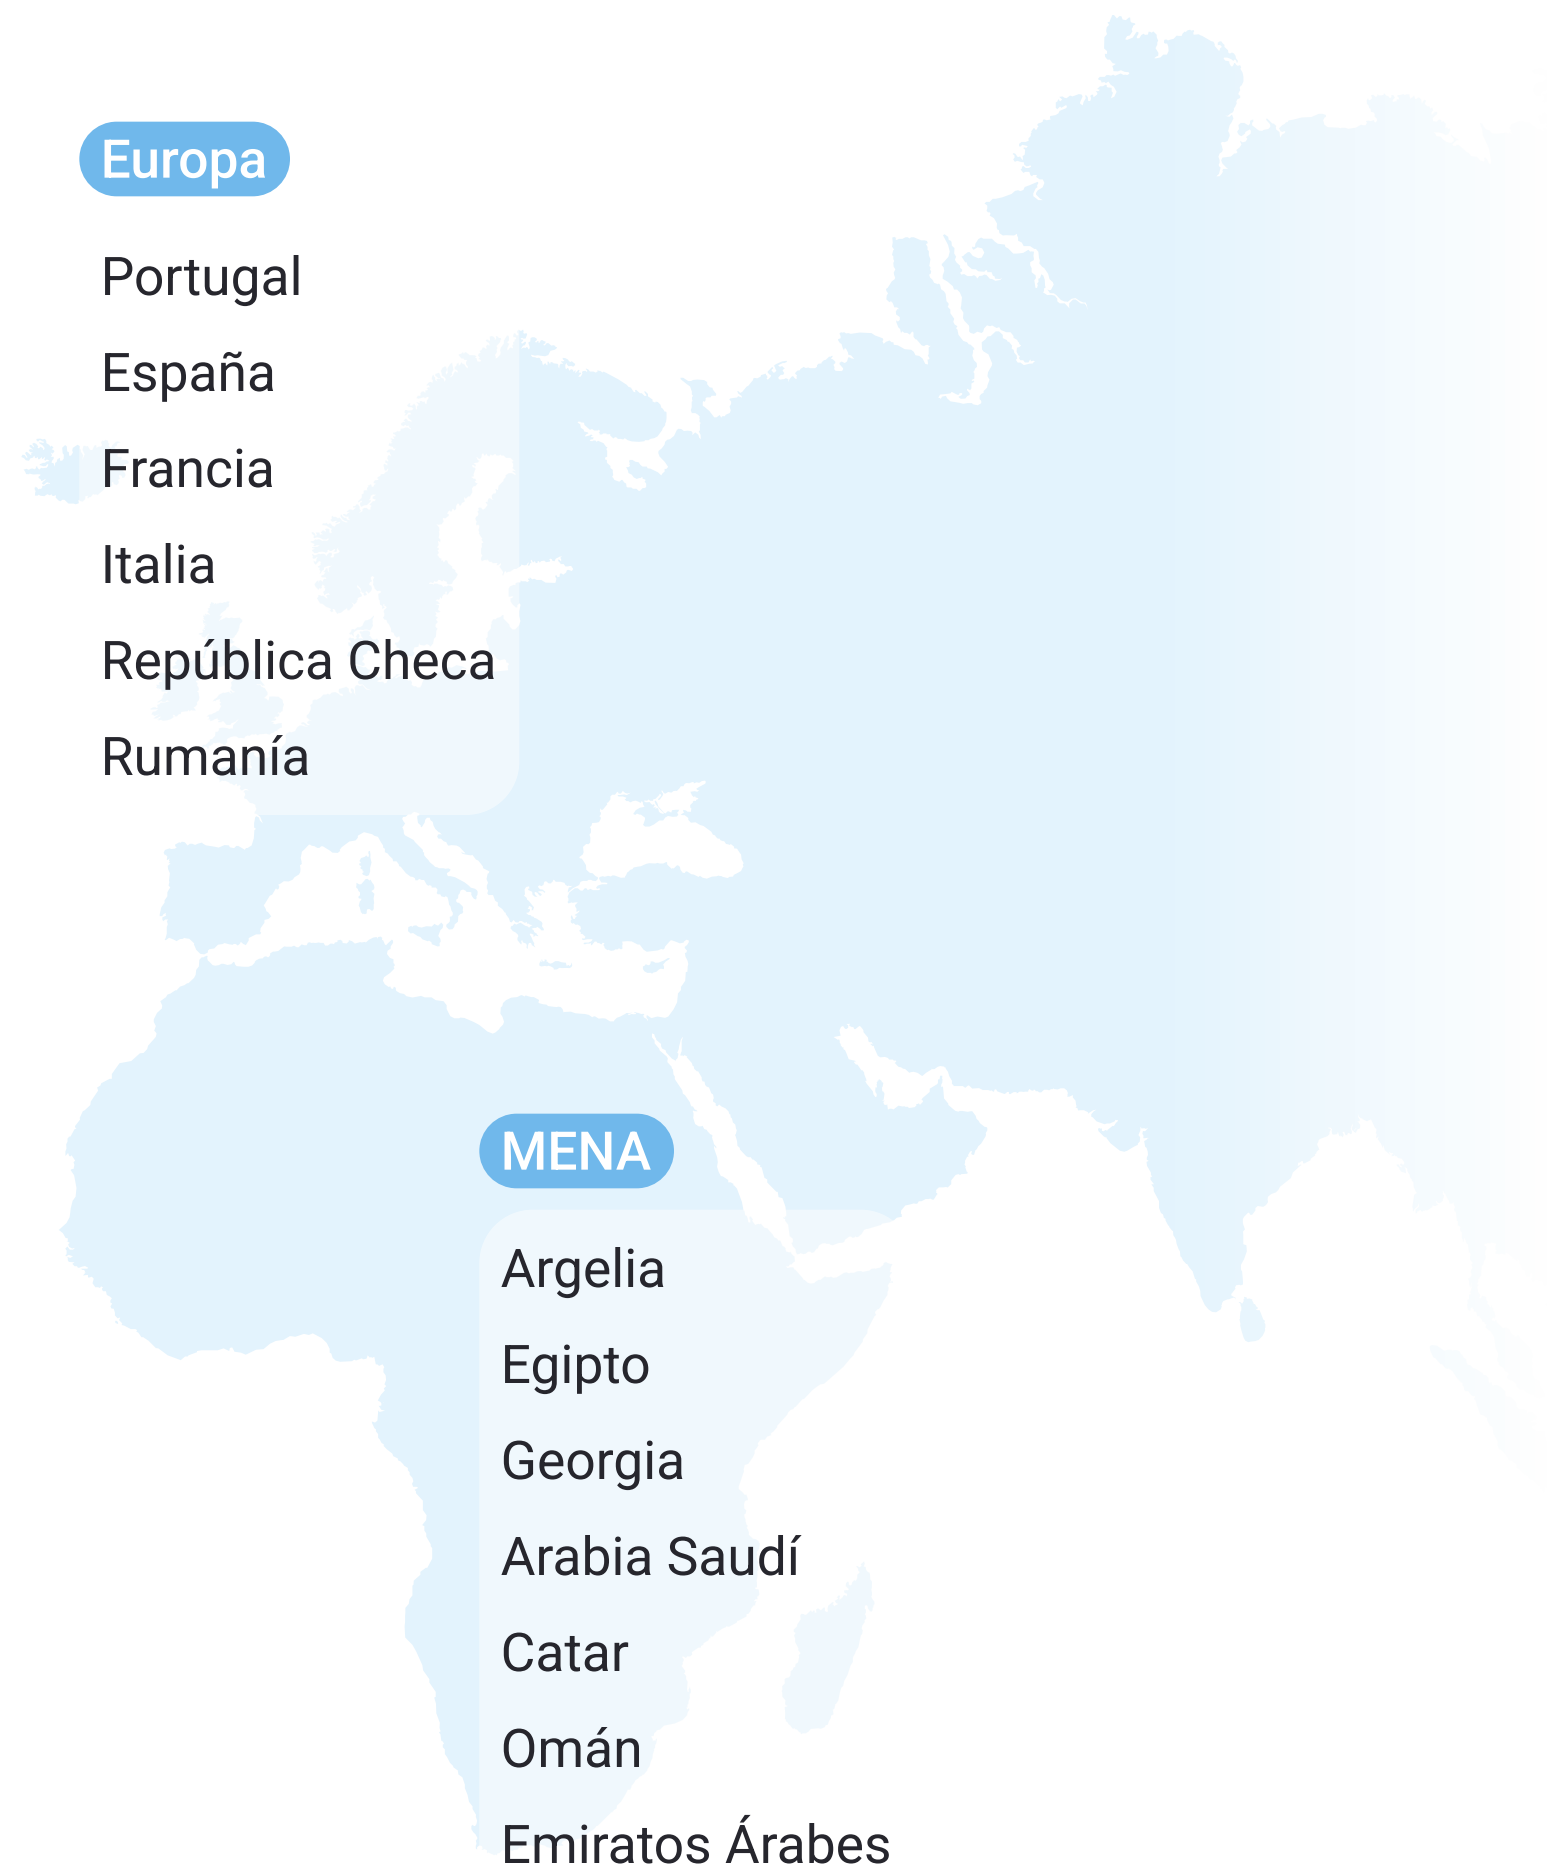 Europa
Portugal
España
Francia
Italia
República Checa
Rumanía
MENA
Argelia
Egipto
Georgia
Arabia Saudí
Catar
Omán
Emiratos Árabes